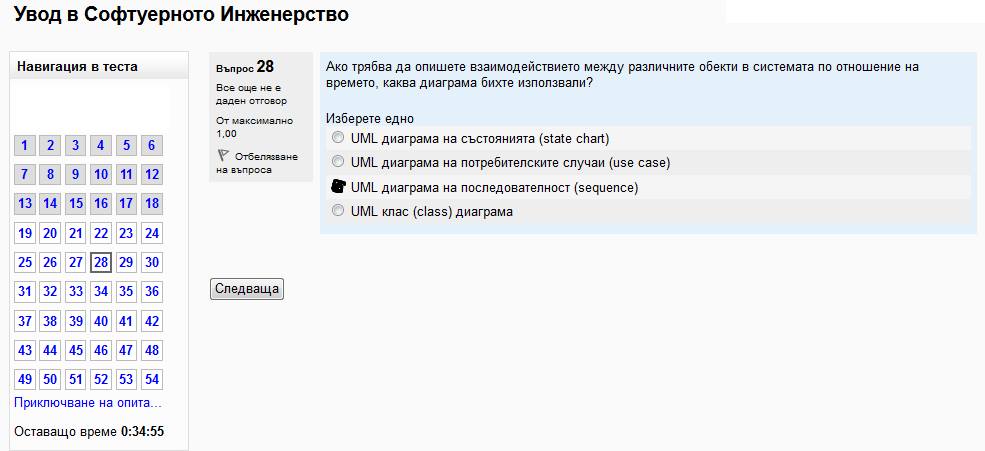 Увод в Софтуерното Инженерство
Навигация в теста
1 2 3 4 5 6
7 8 9 10 11 12
13 14 15 16 17 18
19 20 21 22 23 24
25 26 27 28 29 30
31 32 33 34 35 36
37 38 39 40 41 42
43 44 45 46 47 48
49 50 51 52 53 54
Приключване на опита...
Оставащо време 0:34:55
Въпрос 28
Все още не е
даден отговор
От максимално
1,00
Отбелязване
на въпроса
Ако трябва да опишете взаимодействието между различните обекти в системата по отношение на
времето, каква диаграма бихте използвали?
Изберете едно
UML диаграма на състоянията (state chart)
UML диаграма на потребителските случаи (use case)
UML диаграма на последователност (sequence)
UML клас (class) диаграма
Следваща